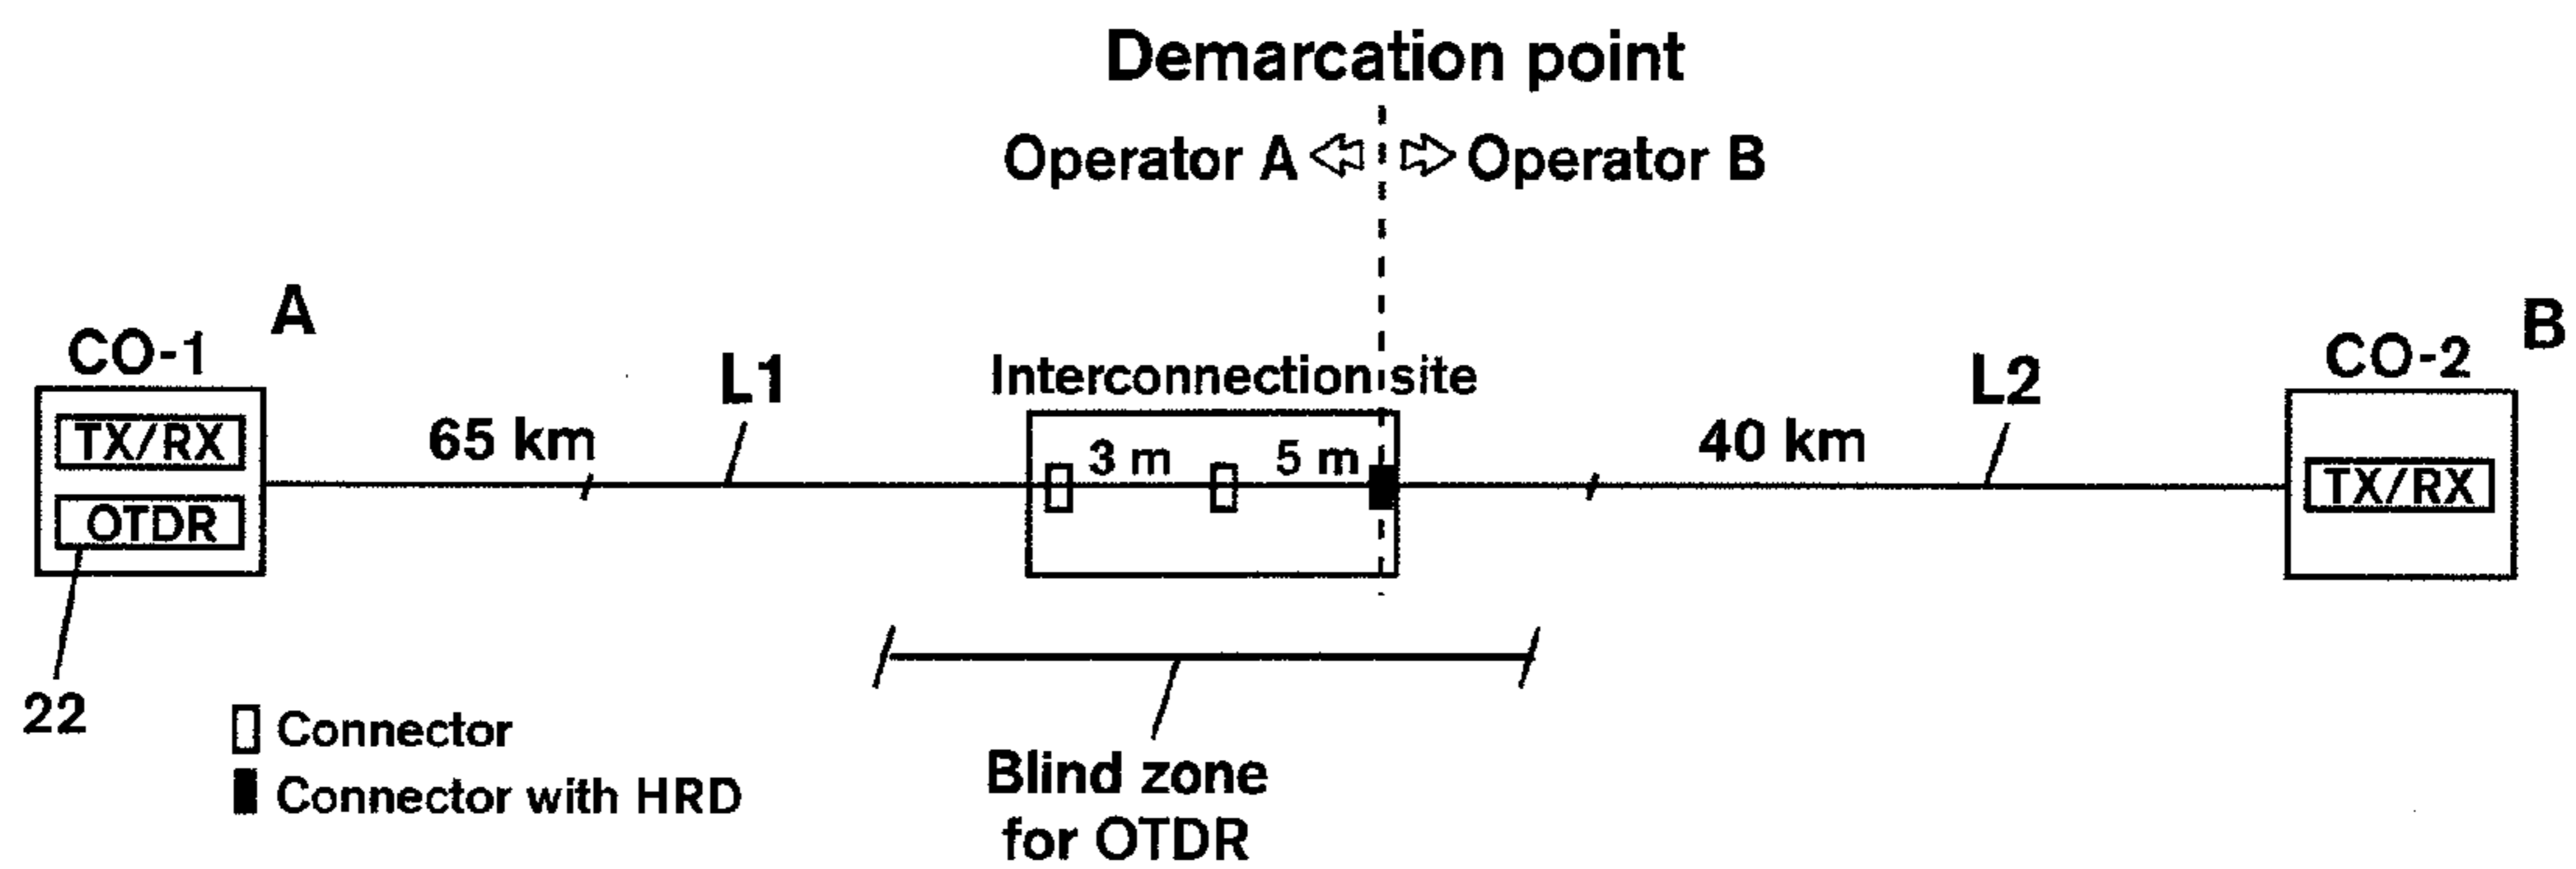 Demarcation point
Operator A Operator B
A
B
CO-1
CO-2
L1
L2
Interconnection site
TX/RX
65 km
3 m
5 m
40 km
TX/RX
OTDR
22
Connector
Connector with HRD
Blind zone
for OTDR